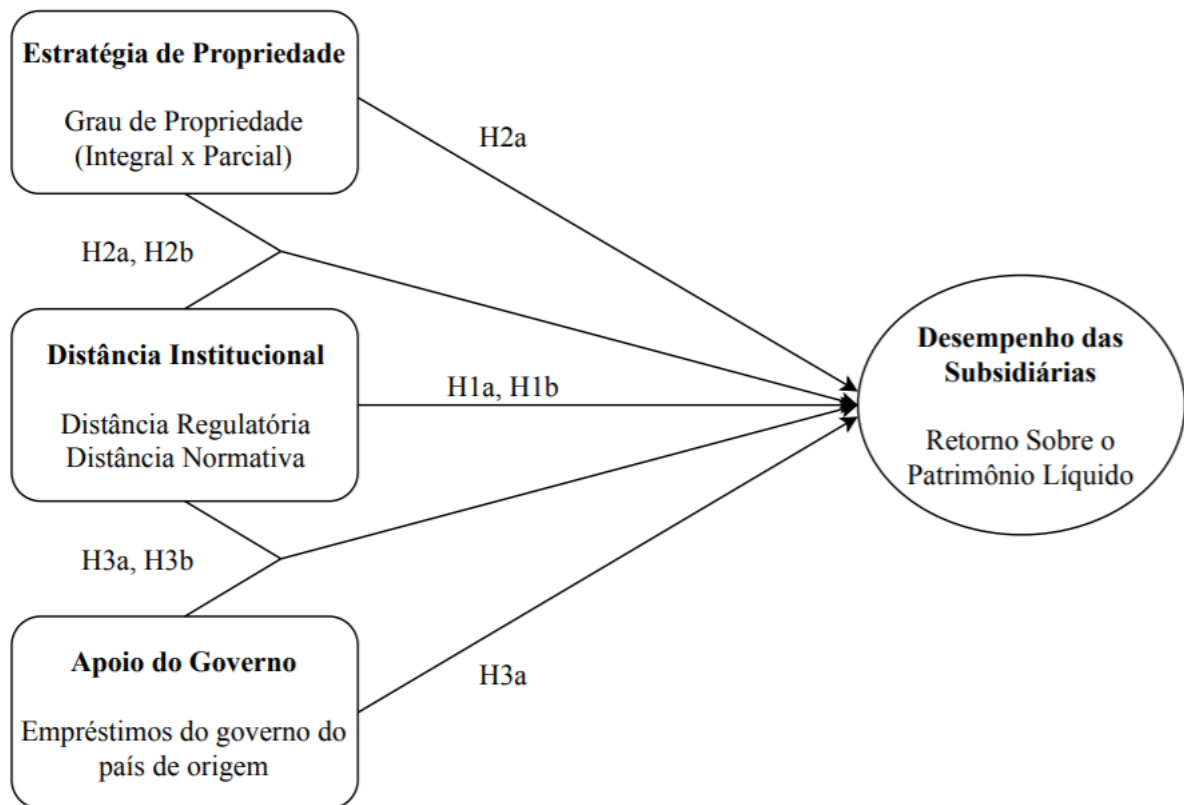 Estratégia de Propriedade
Grau de Propriedade
(Integral x Parcial)
H2a
H2a, H2b
Distância Institucional
Distância Regulatória
Distância Normativa
H1a, H1b
Desempenho das
Subsidiárias
Retorno Sobre o
Patrimônio Líquido
H3a, H3b
Apoio do Governo
Empréstimos do governo do
país de origem
H3a